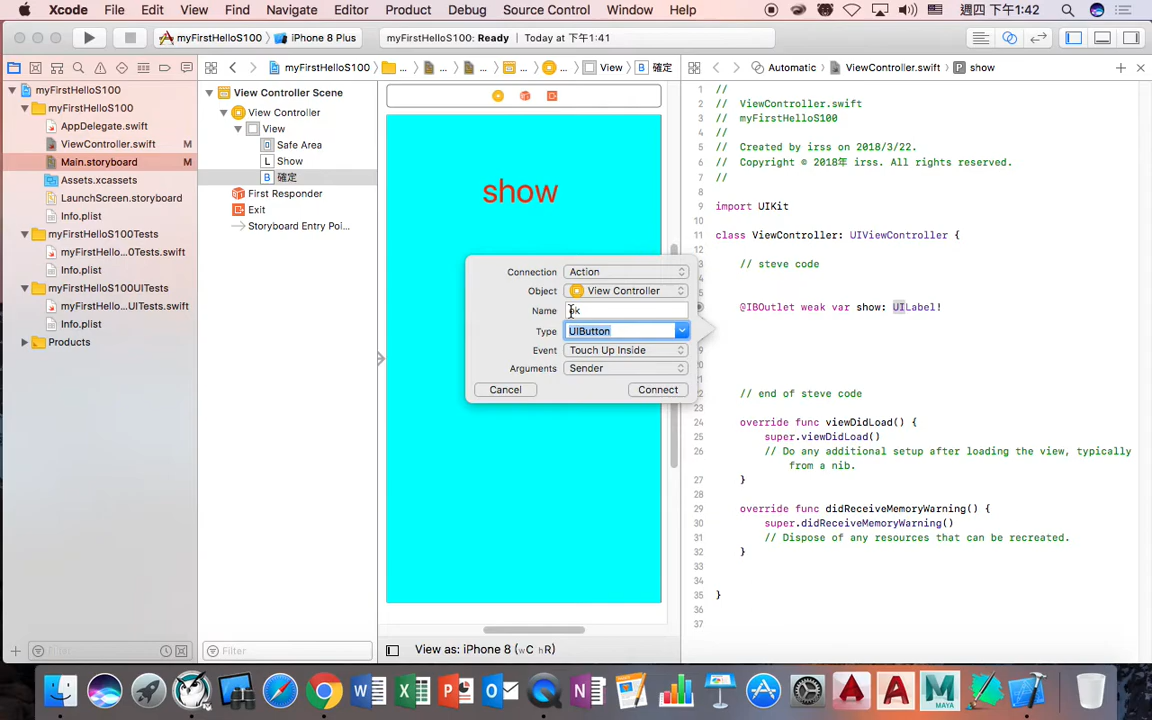 Xcode File Edit View Find Navigate Editor Product Debug Source Control Window Help 週四 下午1:42
myFirstHelloS100 iPhone 8 Plus myFirstHelloS100: Ready Today at 下午1:41
myFirstHelloS100 ... ... ... ... View B 確定 Automatic ViewController.swift P show
myFirstHelloS100
myFirstHelloS100
AppDelegate.swift
ViewController.swift M
Main.storyboard M
Assets.xcassets
LaunchScreen.storyboard
Info.plist
myFirstHelloS100Tests
myFirstHello...0Tests.swift
Info.plist
myFirstHelloS100UITests
myFirstHello...UITests.swift
Info.plist
Products
Filter
View Controller Scene
View Controller
View
Safe Area
L Show
B 確定
First Responder
Exit
Storyboard Entry Poi...
Filter
show
Connection Action
Object View Controller
Name ok
Type UIButton
Event Touch Up Inside
Arguments Sender
Cancel Connect
View as: iPhone 8 (wC hR)
1 //
2 // ViewController.swift
3 // myFirstHelloS100
4 //
5 // Created by irss on 2018/3/22.
6 // Copyright © 2018年 irss. All rights reserved.
7 //
8
9 import UIKit
10
11 class ViewController: UIViewController {
12
// steve code
@IBOutlet weak var show: UILabel!
// end of steve code
23
24 override func viewDidLoad() {
25 super.viewDidLoad()
26 // Do any additional setup after loading the view, typically
from a nib.
27 }
28
29 override func didReceiveMemoryWarning() {
30 super.didReceiveMemoryWarning()
31 // Dispose of any resources that can be recreated.
32 }
33
34
35 }
36
37
MAYA